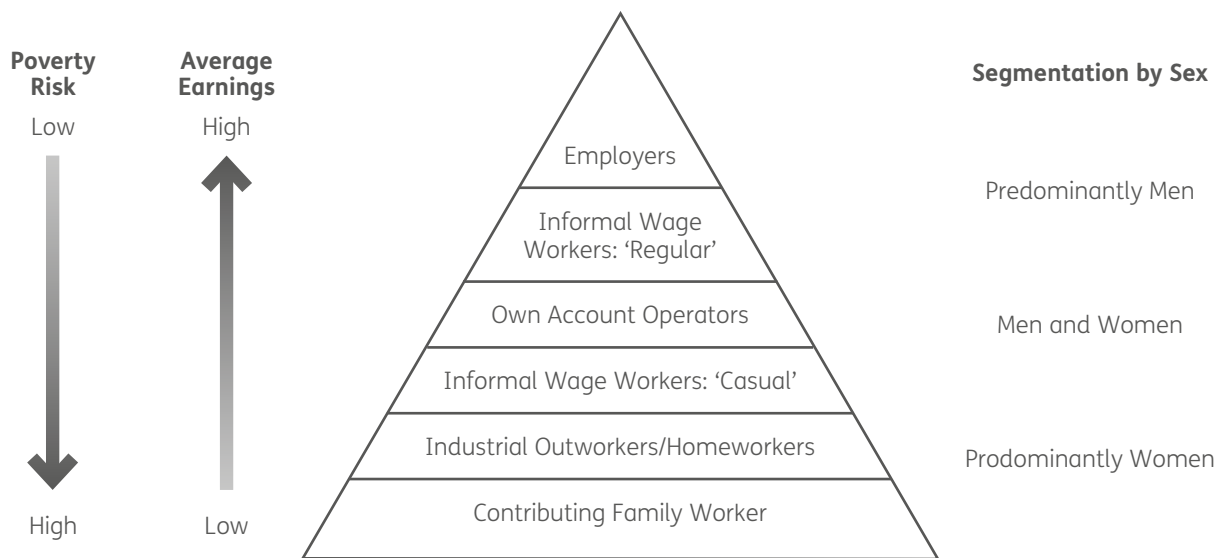 Poverty
Risk
Low
High
Average
Earnings
High
Low
Employers
Informal Wage
Workers: ‘Regular’
Own Account Operators
Informal Wage Workers: ‘Casual’
Industrial Outworkers/Homeworkers
Contributing Family Worker
Segmentation by Sex
Predominantly Men
Men and Women
Prodominantly Women